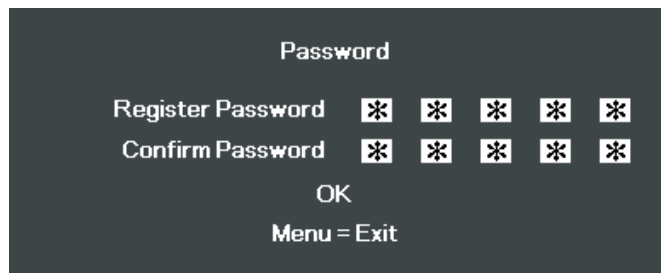 Password
Register Password * * * * *
Confirm Password * * * * *
OK
Menu = Exit